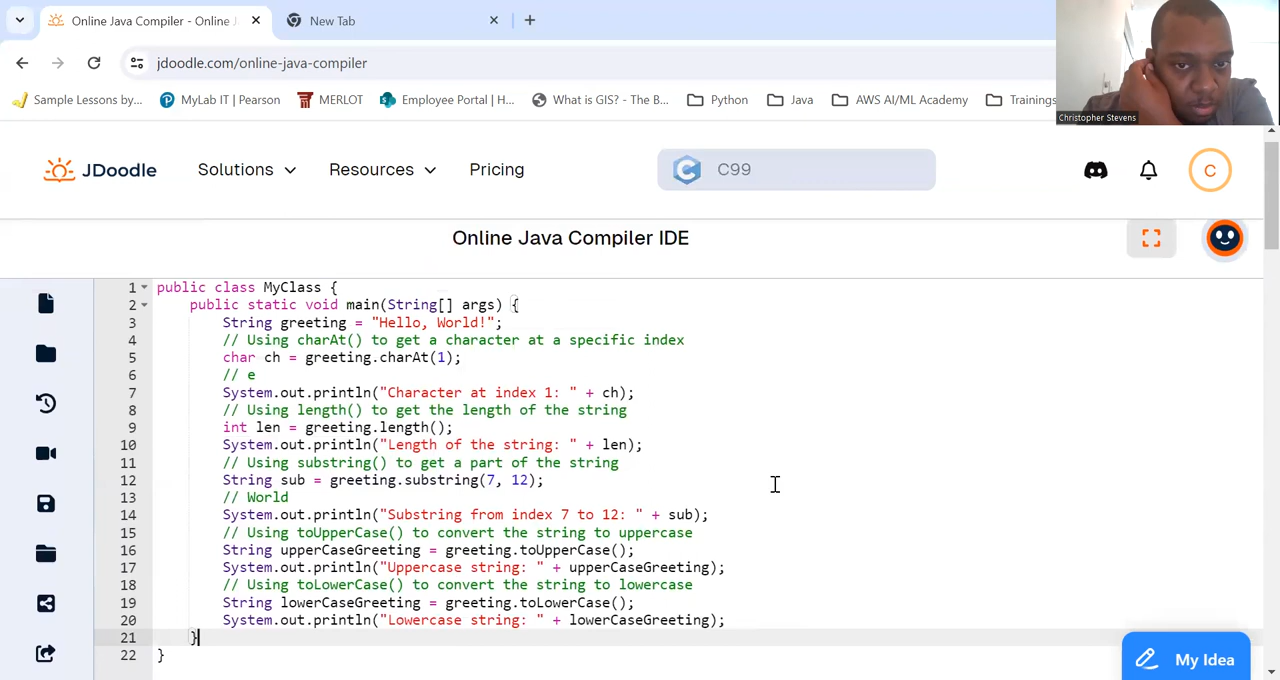 Online Java Compiler - Online J
New Tab
jdoodle.com/online-java-compiler
Sample Lessons by...
MyLab IT | Pearson
MERLOT
Employee Portal | H...
What is GIS? - The B...
Python
Java
AWS AI/ML Academy
Trainings
Christopher Stevens
JDoodle
Solutions
Resources
Pricing
C99
C
Online Java Compiler IDE
1 public class MyClass {
2 public static void main(String[] args) {
3 String greeting = "Hello, World!";
4 // Using charAt() to get a character at a specific index
5 char ch = greeting.charAt(1);
6 // e
7 System.out.println("Character at index 1: " + ch);
8 // Using length() to get the length of the string
9 int len = greeting.length();
10 System.out.println("Length of the string: " + len);
11 // Using substring() to get a part of the string
12 String sub = greeting.substring(7, 12);
13 // World
14 System.out.println("Substring from index 7 to 12: " + sub);
15 // Using toUpperCase() to convert the string to uppercase
16 String upperCaseGreeting = greeting.toUpperCase();
17 System.out.println("Uppercase string: " + upperCaseGreeting);
18 // Using toLowerCase() to convert the string to lowercase
19 String lowerCaseGreeting = greeting.toLowerCase();
20 System.out.println("Lowercase string: " + lowerCaseGreeting);
21 }
22 }
My Idea